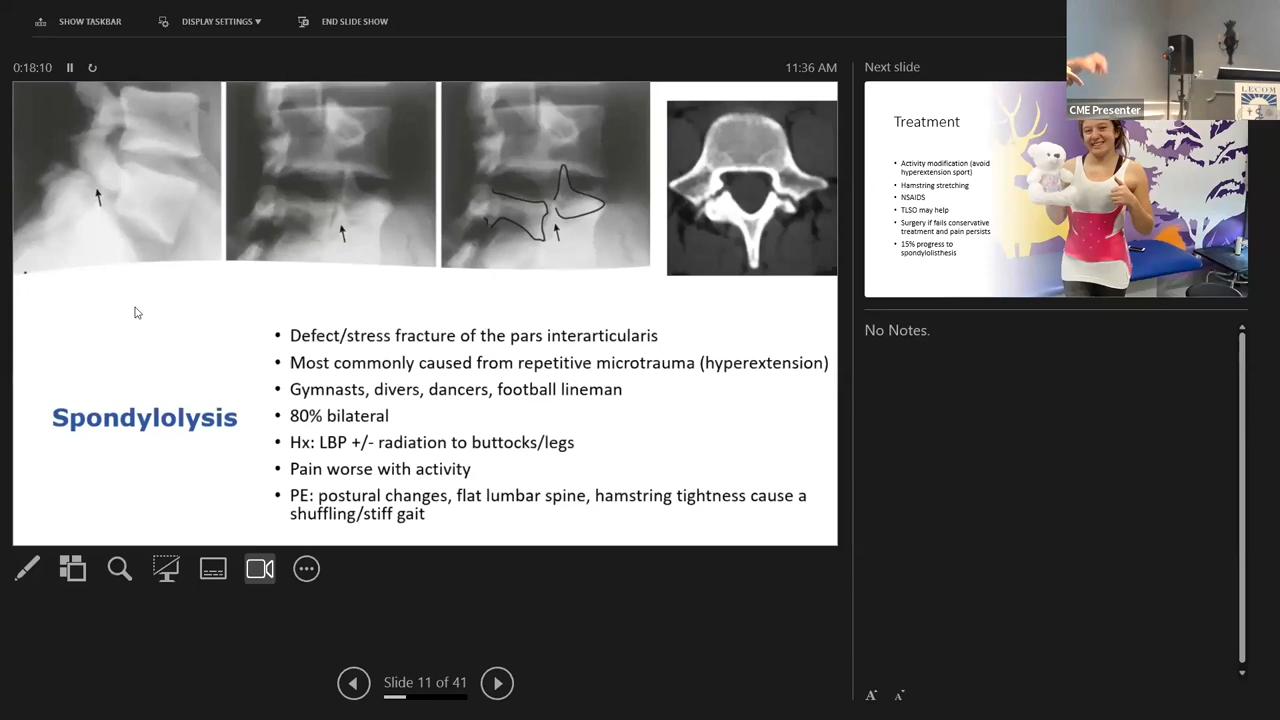 SHOW TASKBAR
DISPLAY SETTINGS ▼
END SLIDE SHOW
0:18:10
11:36 AM
Next slide
CME Presenter
LECOM
Treatment
• Activity modification (avoid
hyperextension sport)
• Hamstring stretching
• NSAIDS
• TLSO may help
• Surgery if fails conservative
treatment and pain persists
• 15% progress to
spondylolisthesis
No Notes.
Spondylolysis
• Defect/stress fracture of the pars interarticularis
• Most commonly caused from repetitive microtrauma (hyperextension)
• Gymnasts, divers, dancers, football lineman
• 80% bilateral
• Hx: LBP +/- radiation to buttocks/legs
• Pain worse with activity
• PE: postural changes, flat lumbar spine, hamstring tightness cause a
shuffling/stiff gait
Slide 11 of 41
A A